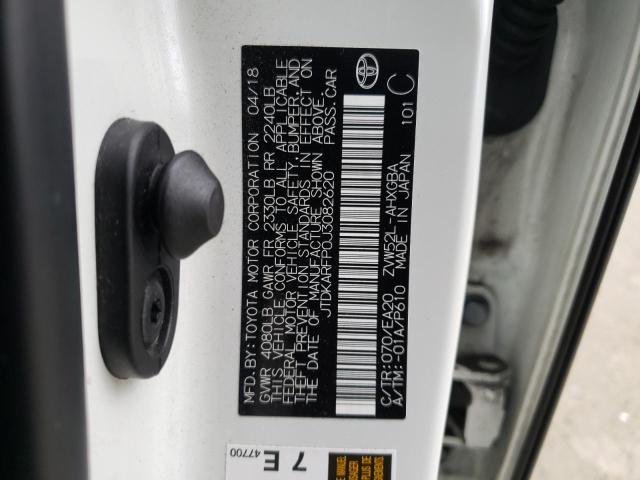 MFD.BY:TOYOTA MOTOR CORPORATION 04/18
GVWR 4080LB GAWR FR 2330LB RR 2240LB
THIS VEHICLE CONFORMS TO ALL APPLICABLE
FEDERAL MOTOR VEHICLE SAFETY, BUMPER, AND
THEFT PREVENTION STANDARDS IN EFFECT ON
THE DATE OF MANUFACTURE SHOWN ABOVE.
JTDKARFP0J3082620 PASS. CAR
C/TR:070/EA20 ZVW52L-AHXGBA
A/TM:-01A/P610 MADE IN JAPAN
101 C
47700
7 E